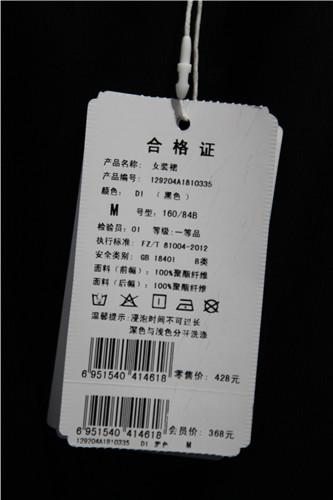 合格证
产品名称: 女装裙
产品编号: 129204A1810335
颜色: D1 (黑色)
M 号型: 160/84B
检验员: 01 等级: 一等品
执行标准: FZ/T 81004-2012
安全类别: GB 18401 B类
面料(前幅): 100%聚酯纤维
面料(后幅): 100%聚酯纤维
温馨提示: 浸泡时间不可过长
深色与浅色分开洗涤
6 951540 414618 零售价: 428元
6 951540 414618 会员价: 368元
129204A1810335 D1 黑色 M